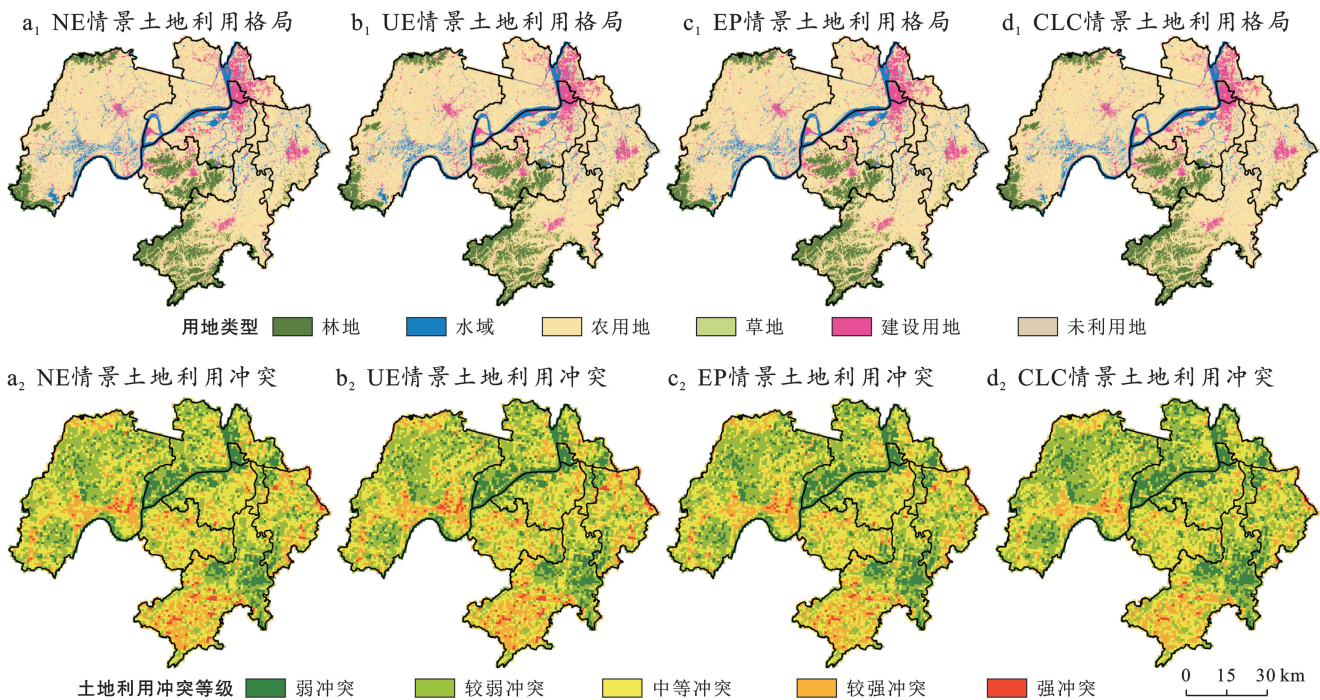 a₁ NE情景土地利用格局 b₁ UE情景土地利用格局 c₁ EP情景土地利用格局 d₁ CLC情景土地利用格局
用地类型 林地 水域 农用地 草地 建设用地 未利用地
a₂ NE情景土地利用冲突 b₂ UE情景土地利用冲突 c₂ EP情景土地利用冲突 d₂ CLC情景土地利用冲突
0 15 30 km
土地利用冲突等级 弱冲突 较弱冲突 中等冲突 较强冲突 强冲突